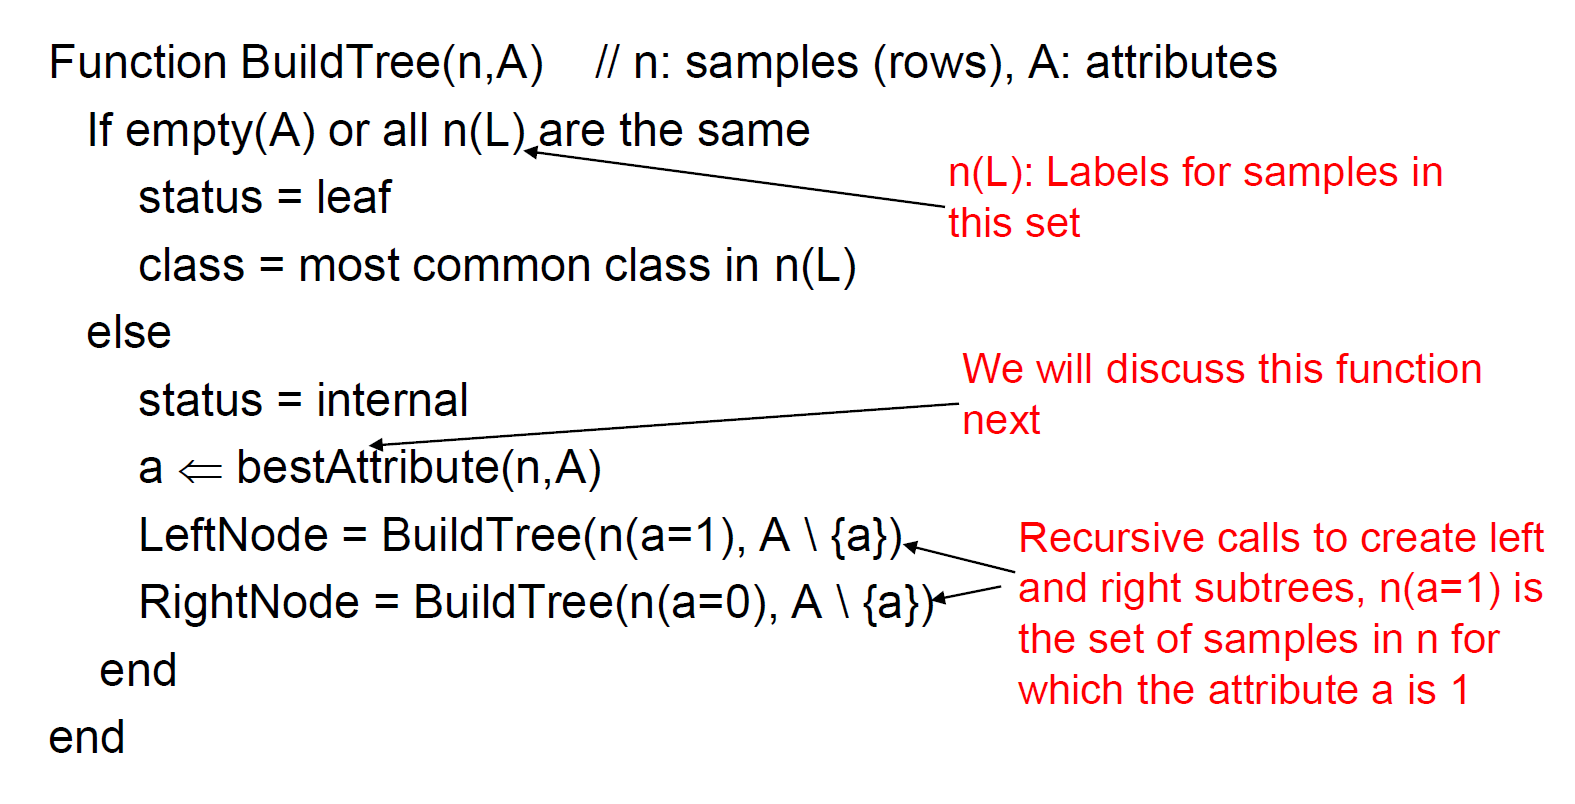 Function BuildTree(n,A) // n: samples (rows), A: attributes
If empty(A) or all n(L) are the same
status = leaf
class = most common class in n(L)
else
status = internal
a ⇐ bestAttribute(n,A)
LeftNode = BuildTree(n(a=1), A \ {a})
RightNode = BuildTree(n(a=0), A \ {a})
end
end
n(L): Labels for samples in
this set
We will discuss this function
next
Recursive calls to create left
and right subtrees, n(a=1) is
the set of samples in n for
which the attribute a is 1